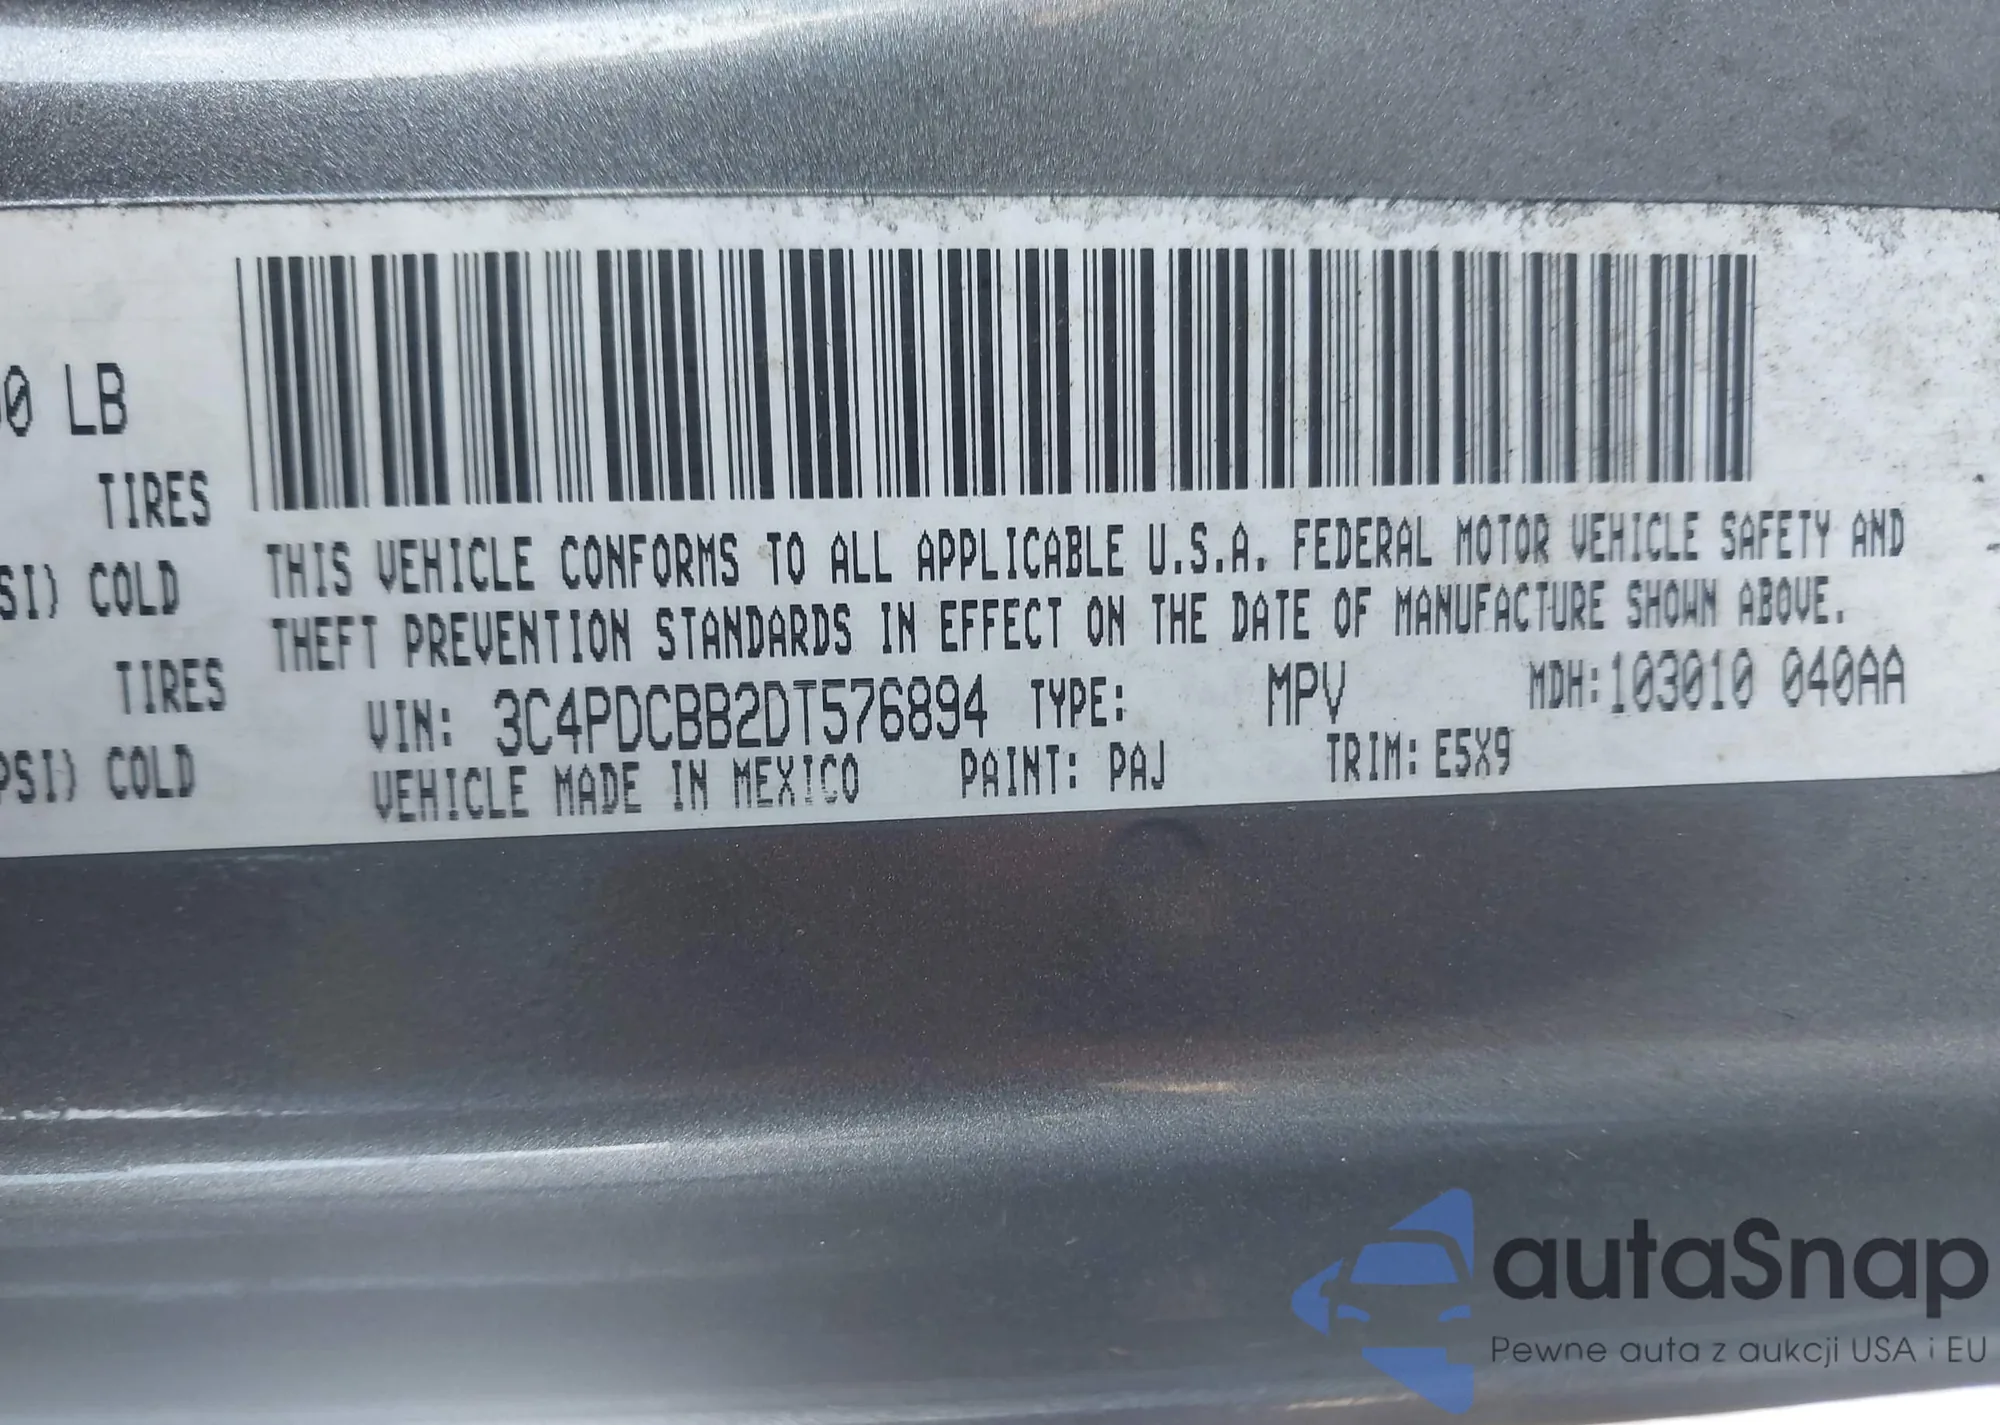 00 LB
TIRES
SI) COLD
TIRES
PSI) COLD
THIS VEHICLE CONFORMS TO ALL APPLICABLE U.S.A. FEDERAL MOTOR VEHICLE SAFETY AND
THEFT PREVENTION STANDARDS IN EFFECT ON THE DATE OF MANUFACTURE SHOWN ABOVE.
VIN: 3C4PDCBB2DT576894 TYPE: MPV MDH:103010 040AA
VEHICLE MADE IN MEXICO PAINT: PAJ TRIM: E5X9
autaSnap
Pewne auta z aukcji USA i EU